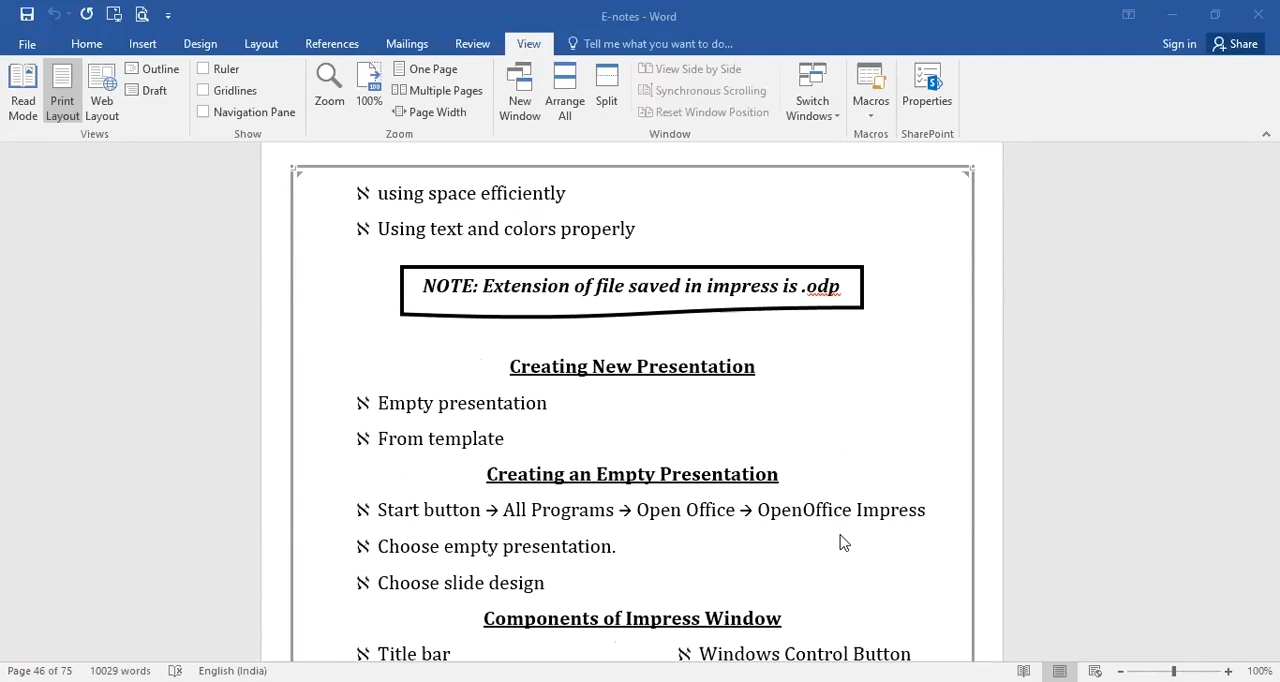 E-notes - Word
File Home Insert Design Layout References Mailings Review View Tell me what you want to do... Sign in Share
Read Mode
Print Layout
Web Layout
Outline
Draft
Views
Ruler
Gridlines
Navigation Pane
Show
Zoom
100%
One Page
Multiple Pages
Page Width
Zoom
New Window
Arrange All
Split
View Side by Side
Synchronous Scrolling
Reset Window Position
Window
Switch Windows
Macros
Macros
Properties
SharePoint
ℵ using space efficiently
ℵ Using text and colors properly
NOTE: Extension of file saved in impress is .odp
Creating New Presentation
ℵ Empty presentation
ℵ From template
Creating an Empty Presentation
ℵ Start button → All Programs → Open Office → OpenOffice Impress
ℵ Choose empty presentation.
ℵ Choose slide design
Components of Impress Window
ℵ Title bar ℵ Windows Control Button
Page 46 of 75 10029 words English (India) 100%